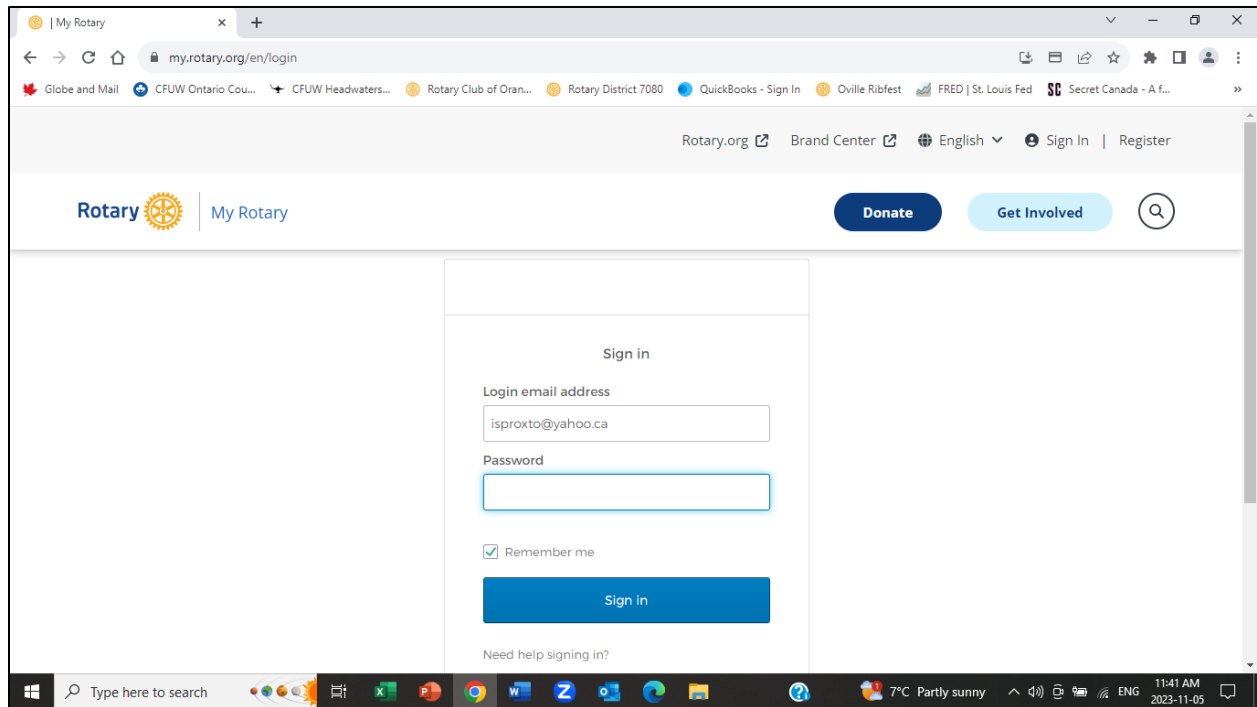 | My Rotary
my.rotary.org/en/login
Globe and Mail CFUW Ontario Cou... CFUW Headwaters... Rotary Club of Oran... Rotary District 7080 QuickBooks - Sign In Oville Ribfest FRED | St. Louis Fed SC Secret Canada - A f... »
Rotary.org Brand Center English Sign In | Register
Rotary | My Rotary Donate Get Involved
Sign in
Login email address
isproxto@yahoo.ca
Password
Remember me
Sign in
Need help signing in?
Type here to search 7°C Partly sunny ENG 11:41 AM
2023-11-05